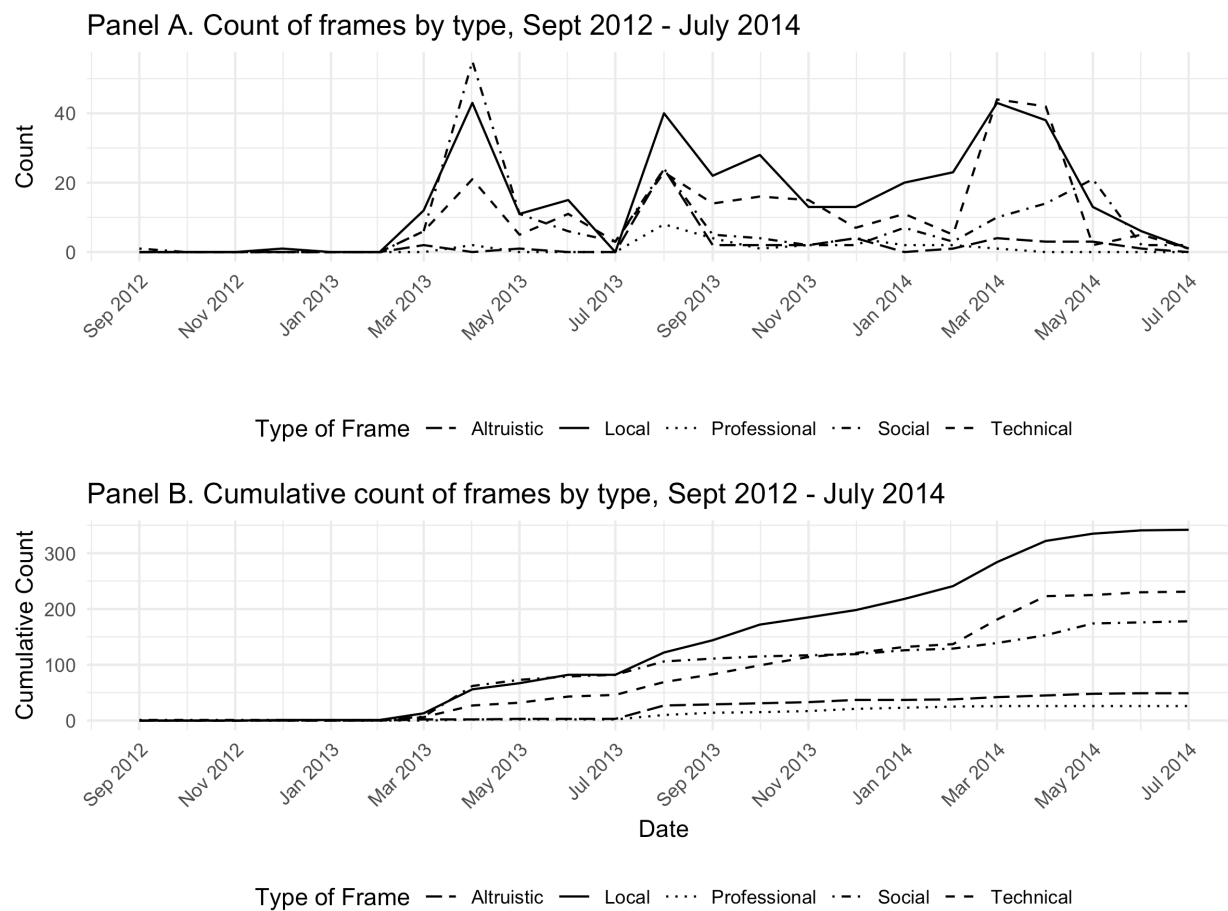 Panel A. Count of frames by type, Sept 2012 - July 2014
Count
40
20
0
Sep 2012 Nov 2012 Jan 2013 Mar 2013 May 2013 Jul 2013 Sep 2013 Nov 2013 Jan 2014 Mar 2014 May 2014 Jul 2014
Type of Frame Altruistic Local Professional Social Technical
Panel B. Cumulative count of frames by type, Sept 2012 - July 2014
Cumulative Count
300
200
100
0
Sep 2012 Nov 2012 Jan 2013 Mar 2013 May 2013 Jul 2013 Sep 2013 Nov 2013 Jan 2014 Mar 2014 May 2014 Jul 2014
Date
Type of Frame Altruistic Local Professional Social Technical